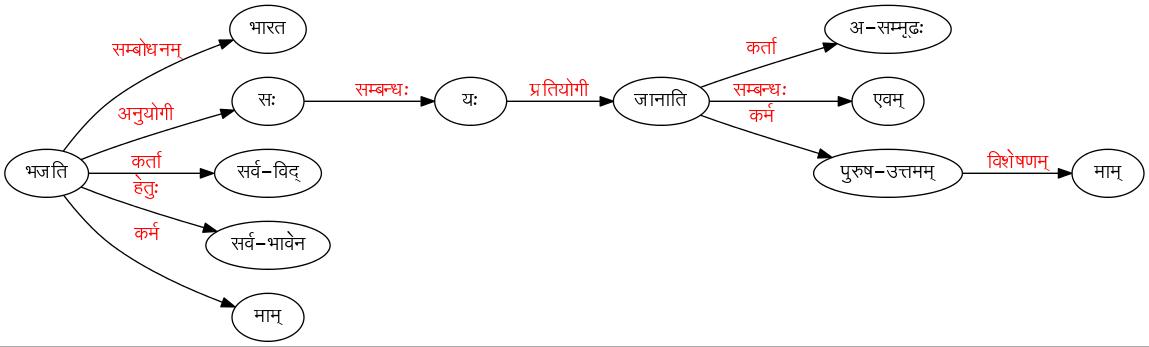 भारत
अ-सम्मूढः
सम्बोधनम्
कर्ता
सः
सम्बन्धः
यः
प्रतियोगी
जानाति
सम्बन्धः
एवम्
अनुयोगी
कर्म
भजति
कर्ता
सर्व-विद्
पुरुष-उत्तमम्
विशेषणम्
माम्
हेतुः
सर्व-भावेन
कर्म
माम्